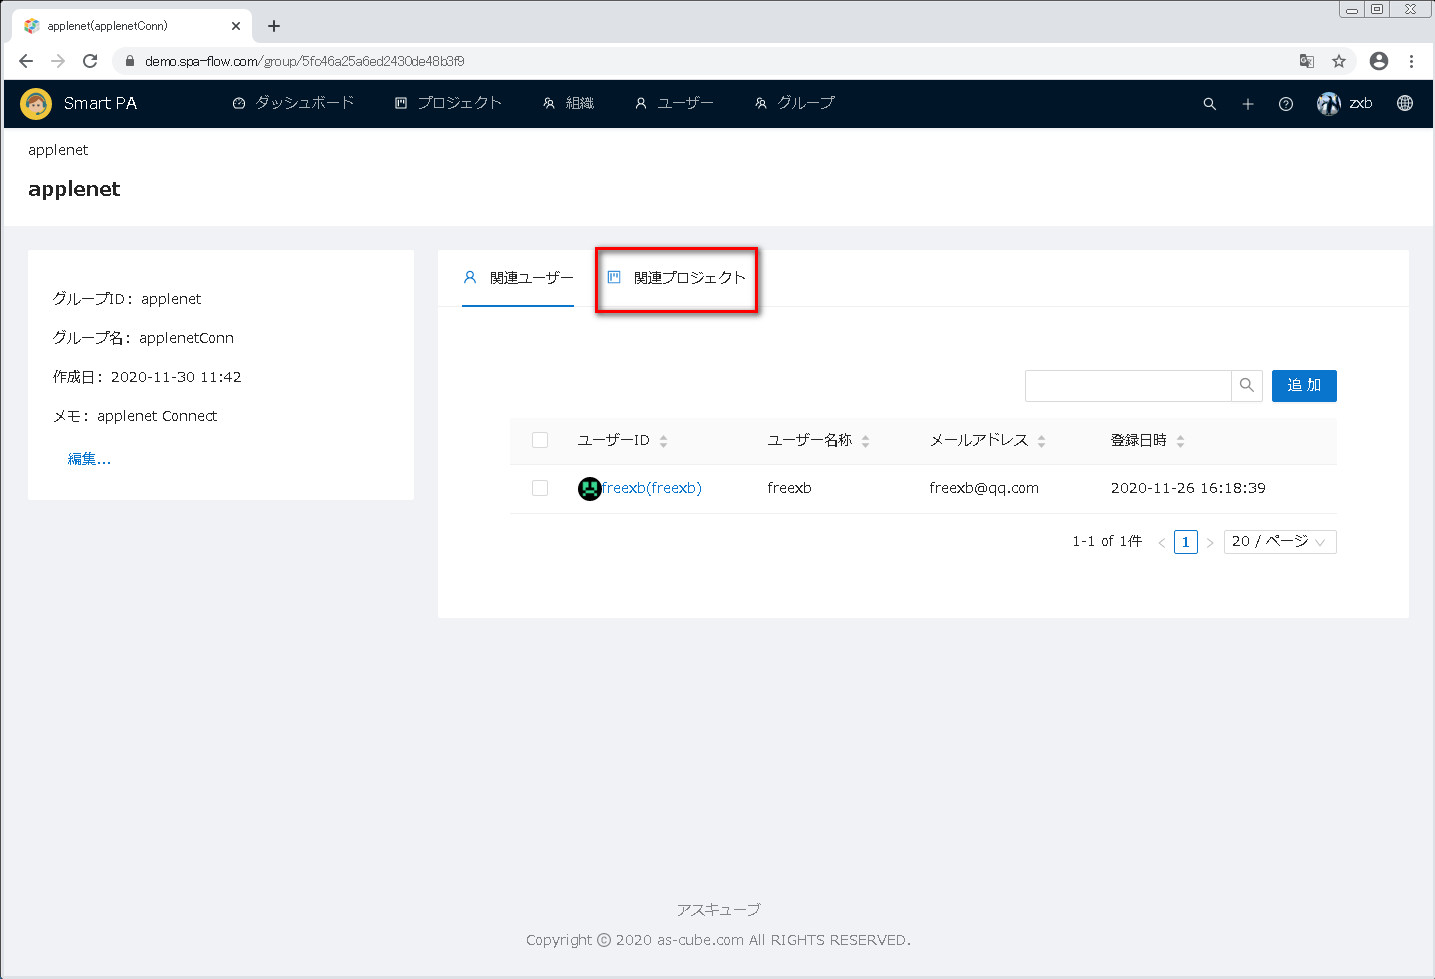 applenet(applenetConn)
demo.spa-flow.com/group/5fc46a25a6ed2430de48b3f9
Smart PA ダッシュボード プロジェクト 組織 ユーザー グループ zxb
applenet
applenet
グループID： applenet
グループ名： applenetConn
作成日： 2020-11-30 11:42
メモ： applenet Connect
編集...
関連ユーザー 関連プロジェクト
追 加
ユーザーID ユーザー名称 メールアドレス 登録日時
freexb(freexb) freexb freexb@qq.com 2020-11-26 16:18:39
1-1 of 1件 < 1 > 20 / ページ
アスキューブ
Copyright © 2020 as-cube.com All RIGHTS RESERVED.